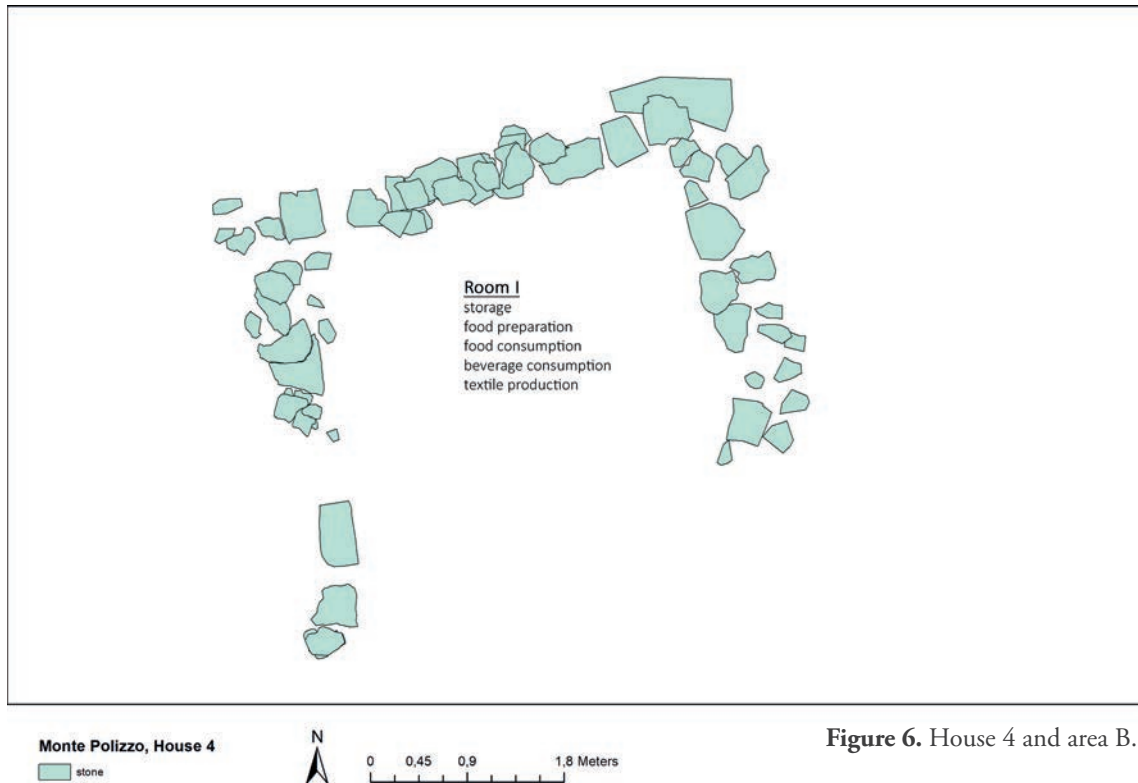 Room I
storage
food preparation
food consumption
beverage consumption
textile production
Monte Polizzo, House 4
stone
N
0 0,45 0,9 1,8 Meters
Figure 6. House 4 and area B.